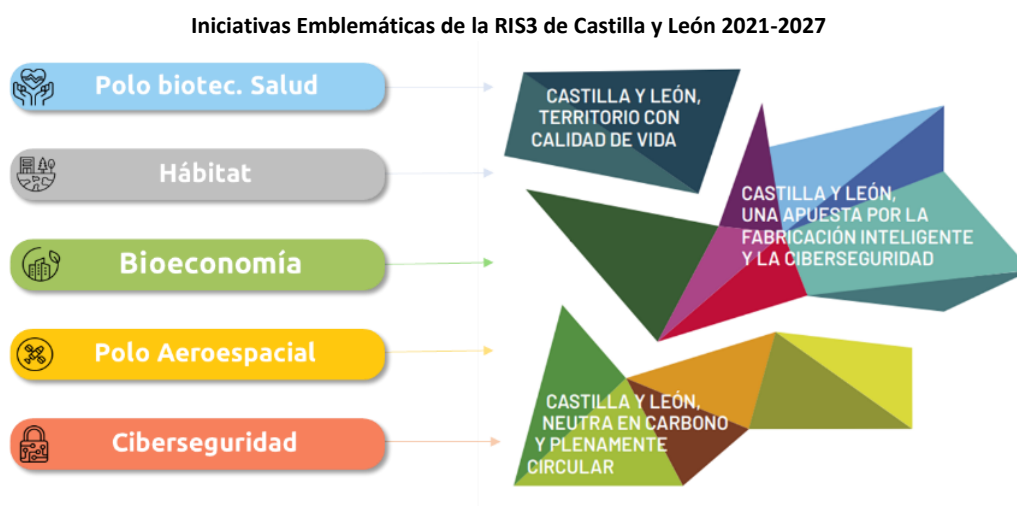 Iniciativas Emblemáticas de la RIS3 de Castilla y León 2021-2027
Polo biotec. Salud
Hábitat
Bioeconomía
Polo Aeroespacial
Ciberseguridad
CASTILLA Y LEÓN,
TERRITORIO CON
CALIDAD DE VIDA
CASTILLA Y LEÓN,
UNA APUESTA POR LA
FABRICACIÓN INTELIGENTE
Y LA CIBERSEGURIDAD
CASTILLA Y LEÓN,
NEUTRA EN CARBONO
Y PLENAMENTE
CIRCULAR